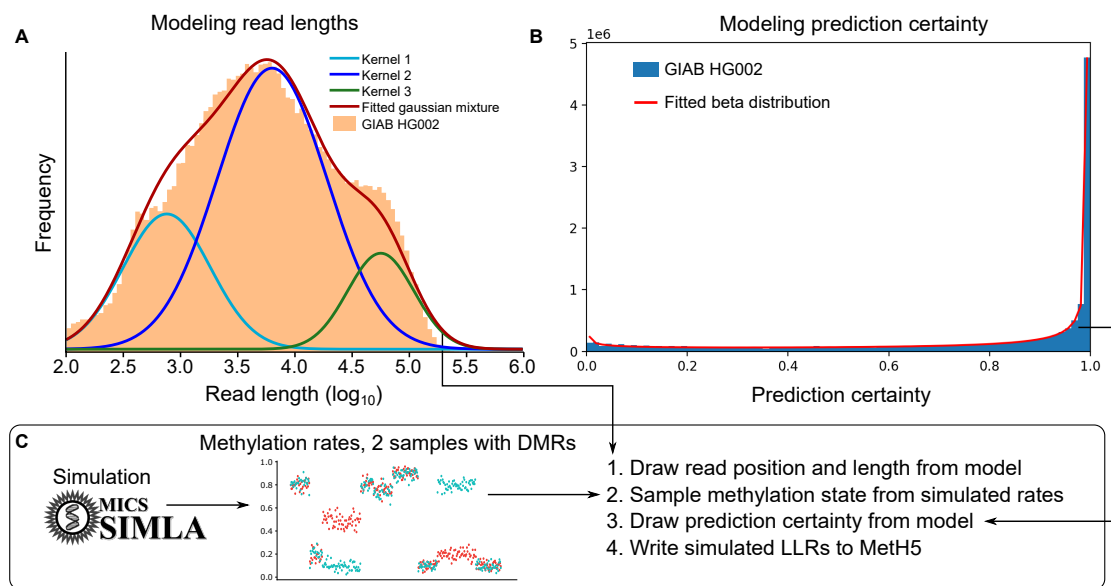 Modeling read lengths
A
Kernel 1
Kernel 2
Kernel 3
Fitted gaussian mixture
GIAB HG002
Frequency
2.0 2.5 3.0 3.5 4.0 4.5 5.0 5.5 6.0
Read length (log10)
Modeling prediction certainty
B
1e6
5
4
3
2
1
0
GIAB HG002
Fitted beta distribution
0.0 0.2 0.4 0.6 0.8 1.0
Prediction certainty
C
Methylation rates, 2 samples with DMRs
Simulation
MICS
SIMLA
1.0
0.8
0.6
0.4
0.2
0.0
1. Draw read position and length from model
2. Sample methylation state from simulated rates
3. Draw prediction certainty from model
4. Write simulated LLRs to MetH5